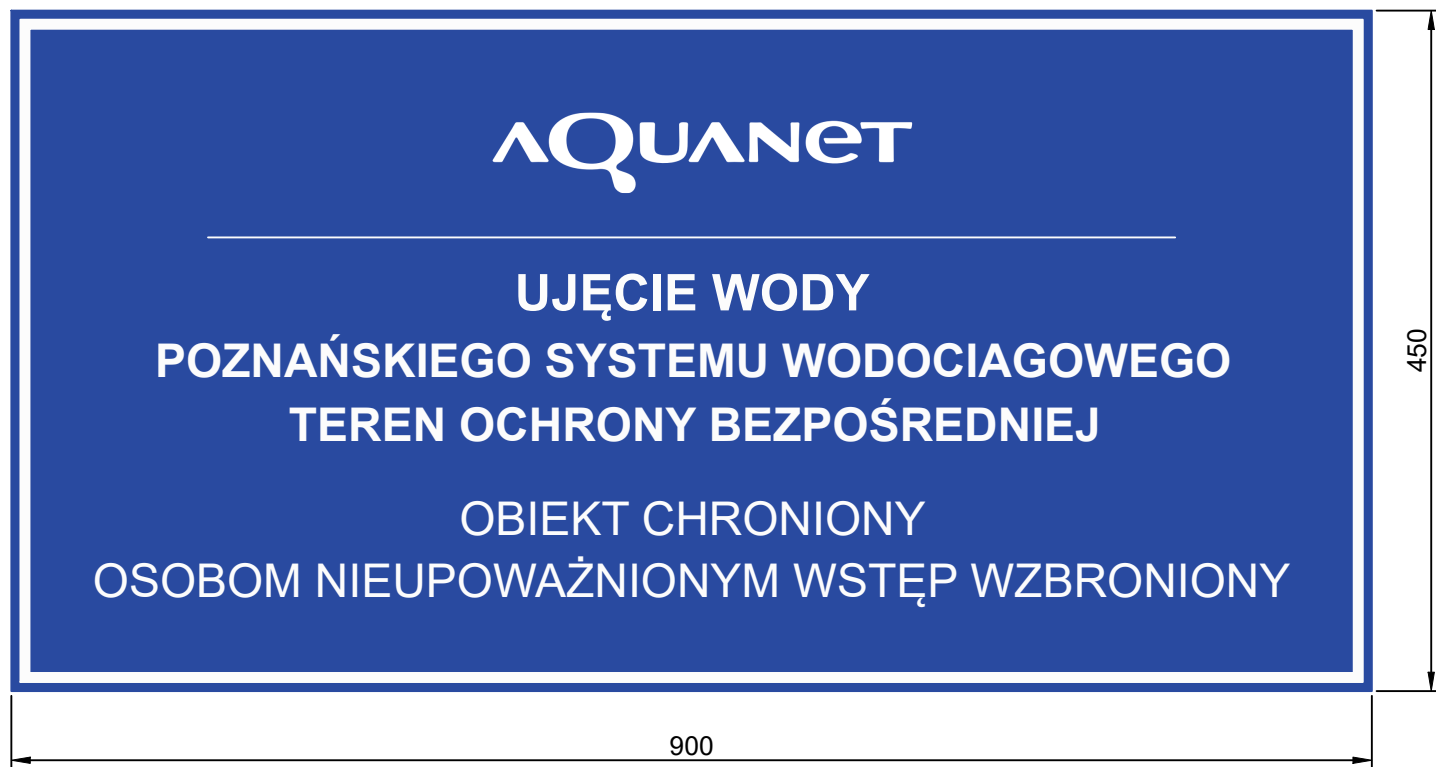 AQUANET
UJĘCIE WODY
POZNAŃSKIEGO SYSTEMU WODOCIAGOWEGO
TEREN OCHRONY BEZPOŚREDNIEJ
OBIEKT CHRONIONY
OSOBOM NIEUPOWAŻNIONYM WSTĘP WZBRONIONY
450
900